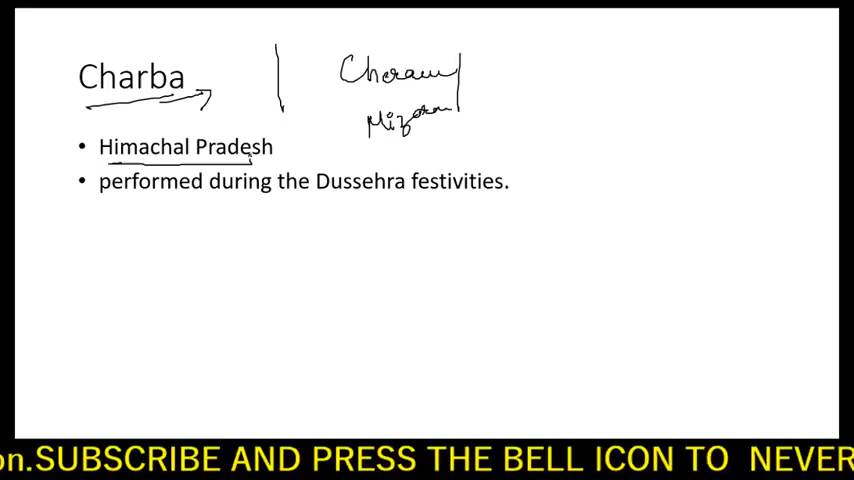 Charba
Cheraw
Mizoram
• Himachal Pradesh
• performed during the Dussehra festivities.
on.SUBSCRIBE AND PRESS THE BELL ICON TO NEVER